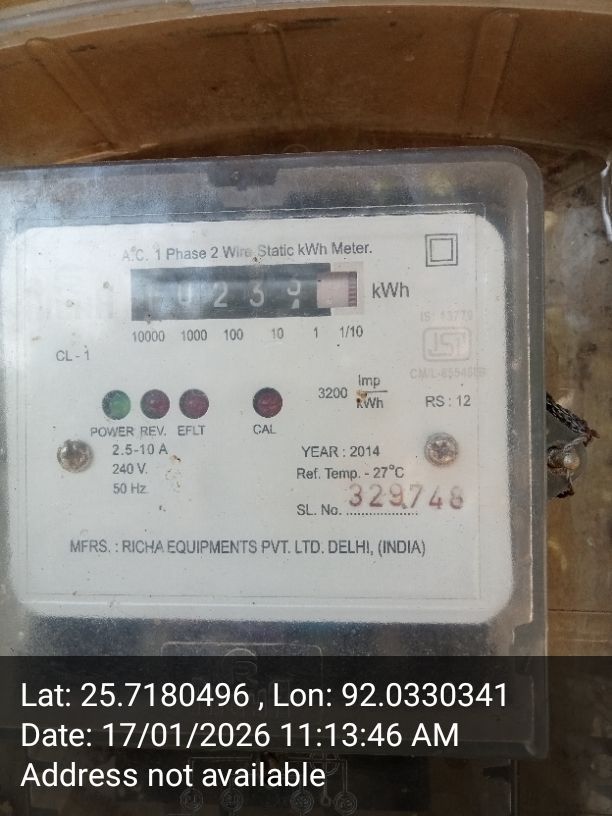 A.C. 1 Phase 2 Wire Static kWh Meter.
kWh
10000 1000 100 10 1 1/10
CL - 1
3200 Imp/kWh
RS : 12
POWER REV. EFLT CAL
2.5-10 A
240 V.
50 Hz.
YEAR : 2014
Ref. Temp. - 27°C
SL. No. 329748
MFRS. : RICHA EQUIPMENTS PVT. LTD. DELHI, (INDIA)
Lat: 25.7180496 , Lon: 92.0330341
Date: 17/01/2026 11:13:46 AM
Address not available